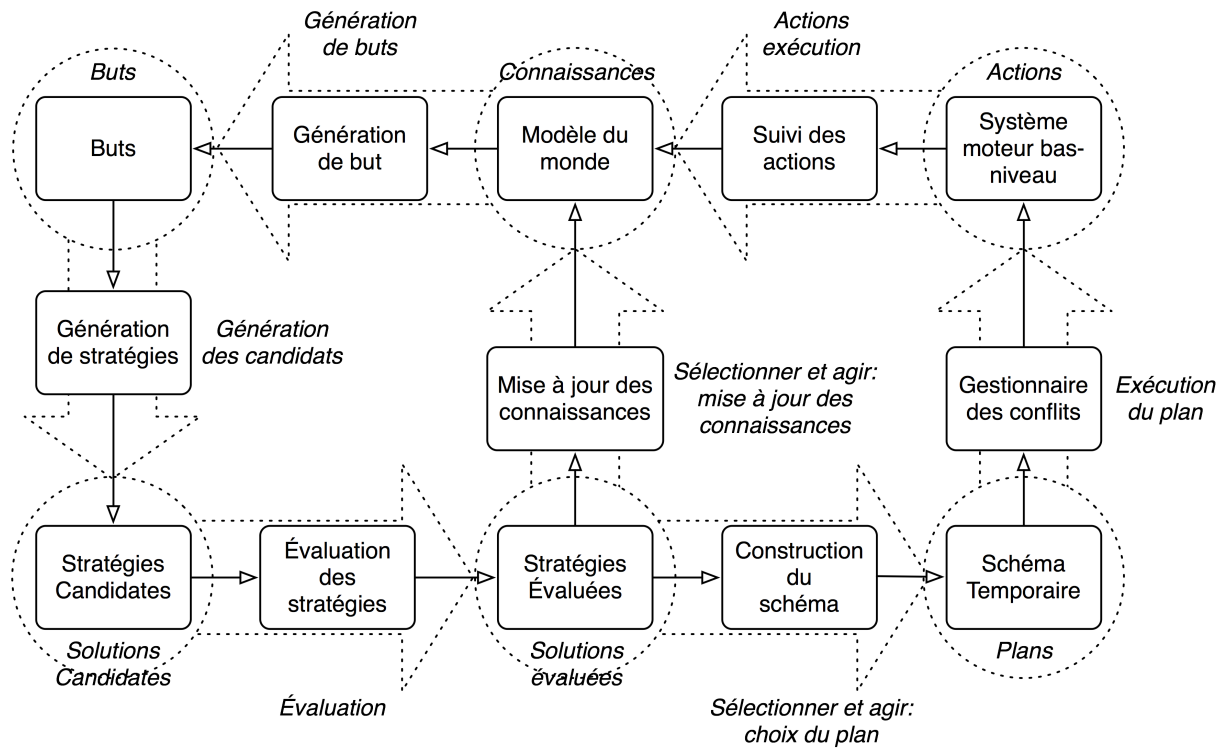 Génération
de buts
Actions
exécution
Buts
Connaissances
Actions
Buts
Génération
de but
Modèle du
monde
Suivi des
actions
Système
moteur bas-
niveau
Génération
de stratégies
Génération
des candidats
Mise à jour des
connaissances
Sélectionner et agir:
mise à jour des
connaissances
Gestionnaire
des conflits
Exécution
du plan
Stratégies
Candidates
Évaluation
des
stratégies
Stratégies
Évaluées
Construction
du
schéma
Schéma
Temporaire
Solutions
Candidates
Solutions
évaluées
Plans
Évaluation
Sélectionner et agir:
choix du plan